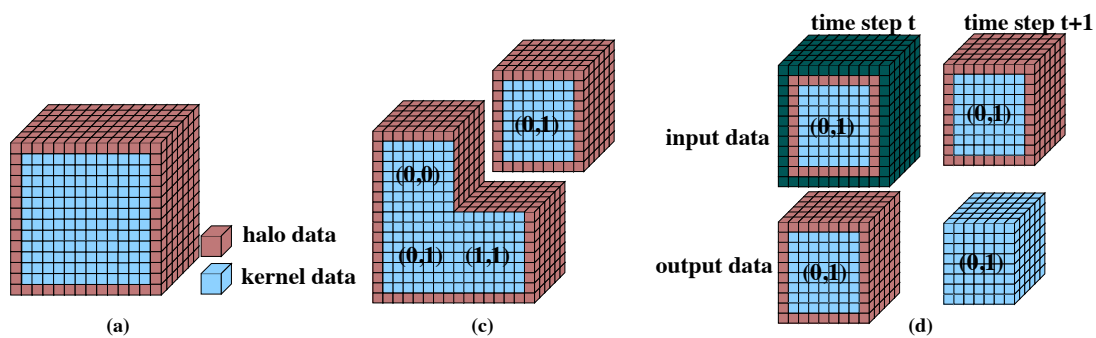 time step t
time step t+1
(0,1)
(0,1)
(0,1)
input data
(0,0)
halo data
(0,1)
(1,1)
kernel data
output data
(0,1)
(0,1)
(a)
(c)
(d)